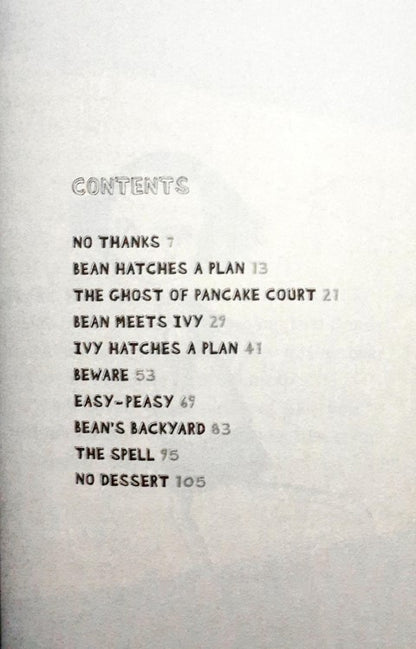 CONTENTS
NO THANKS 7
BEAN HATCHES A PLAN 13
THE GHOST OF PANCAKE COURT 21
BEAN MEETS IVY 29
IVY HATCHES A PLAN 41
BEWARE 53
EASY-PEASY 69
BEAN'S BACKYARD 83
THE SPELL 95
NO DESSERT 105